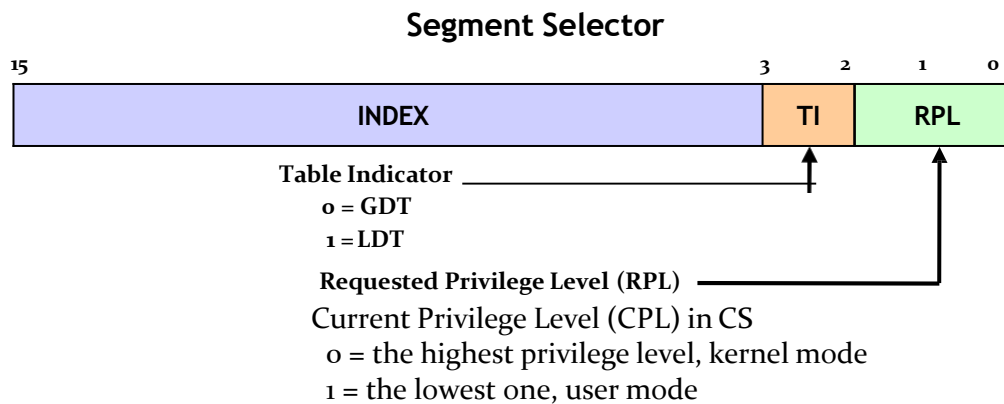 Segment Selector
15 3 2 1 0
INDEX TI RPL
Table Indicator
0 = GDT
1 = LDT
Requested Privilege Level (RPL)
Current Privilege Level (CPL) in CS
0 = the highest privilege level, kernel mode
1 = the lowest one, user mode